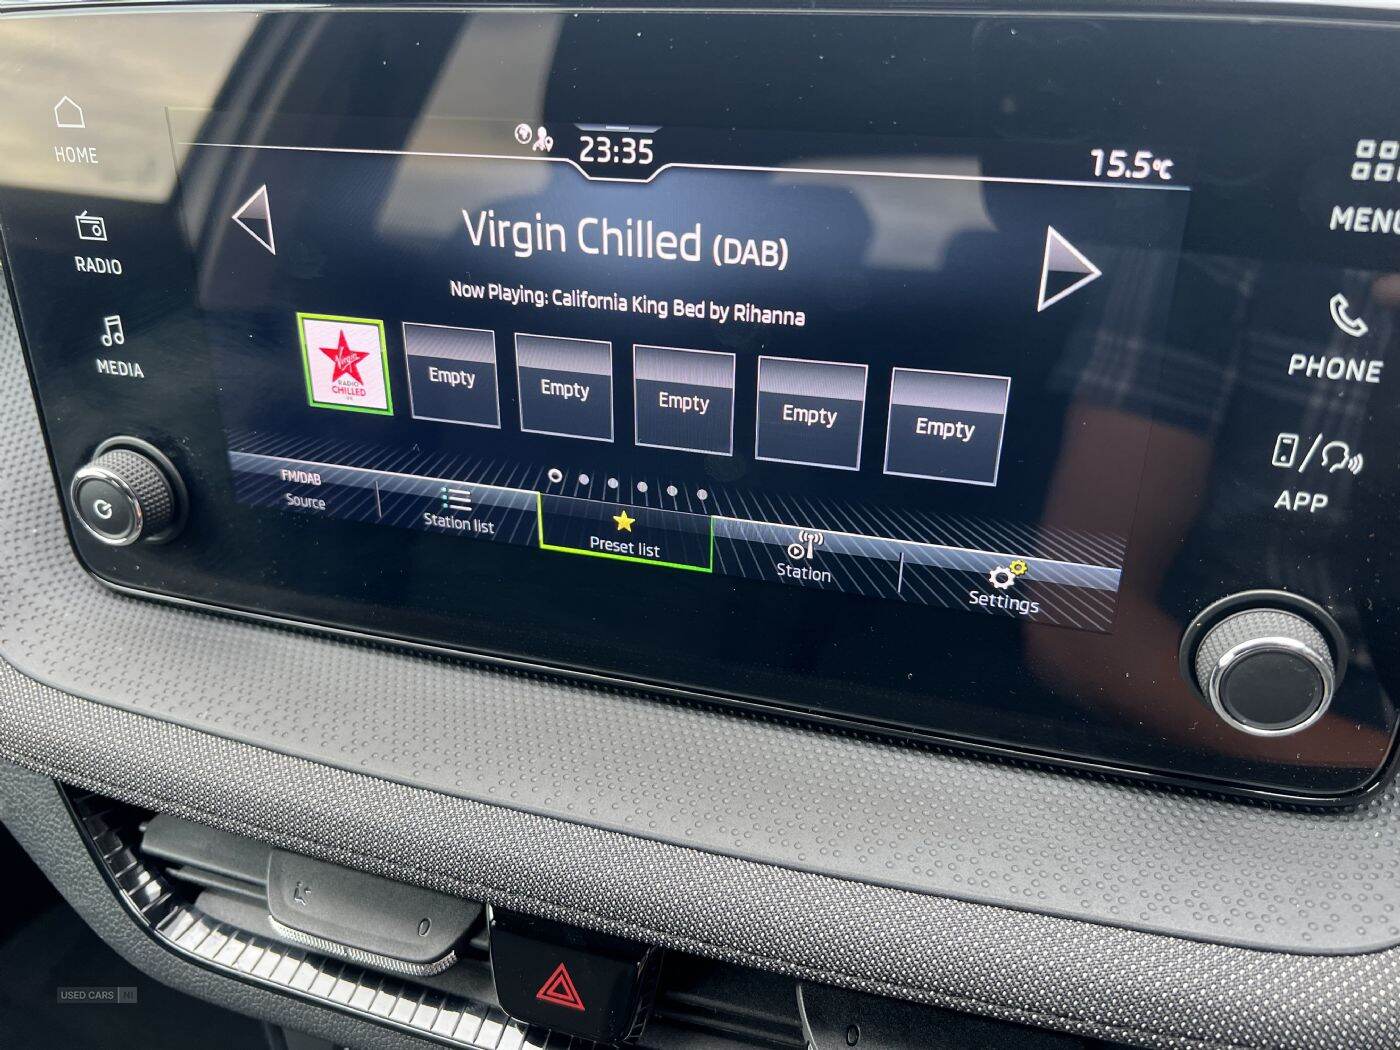 HOME
RADIO
MEDIA
23:35
15.5°C
Virgin Chilled (DAB)
Now Playing: California King Bed by Rihanna
Virgin
RADIO
CHILLED
UK
Empty
Empty
Empty
Empty
Empty
FM/DAB
Source
Station list
Preset list
Station
Settings
MENU
PHONE
APP
USED CARS NI